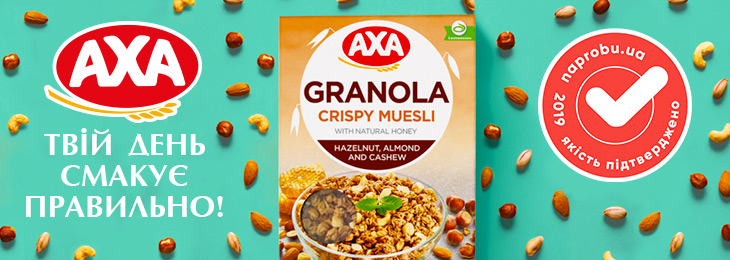 AXA
ТВІЙ ДЕНЬ
СМАКУЄ
ПРАВИЛЬНО!
AXA
GRANOLA
CRISPY MUESLI
WITH NATURAL HONEY
HAZELNUT, ALMOND
AND CASHEW
naprobu.ua
2019
якість підтверджено